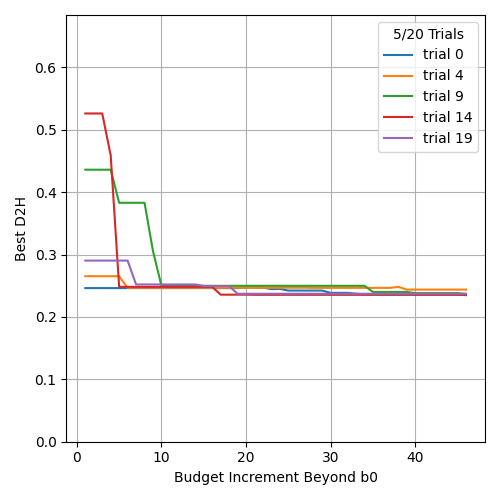 5/20 Trials
trial 0
trial 4
trial 9
trial 14
trial 19
0.6
0.5
0.4
0.3
0.2
0.1
0.0
Best D2H
0 10 20 30 40
Budget Increment Beyond b0